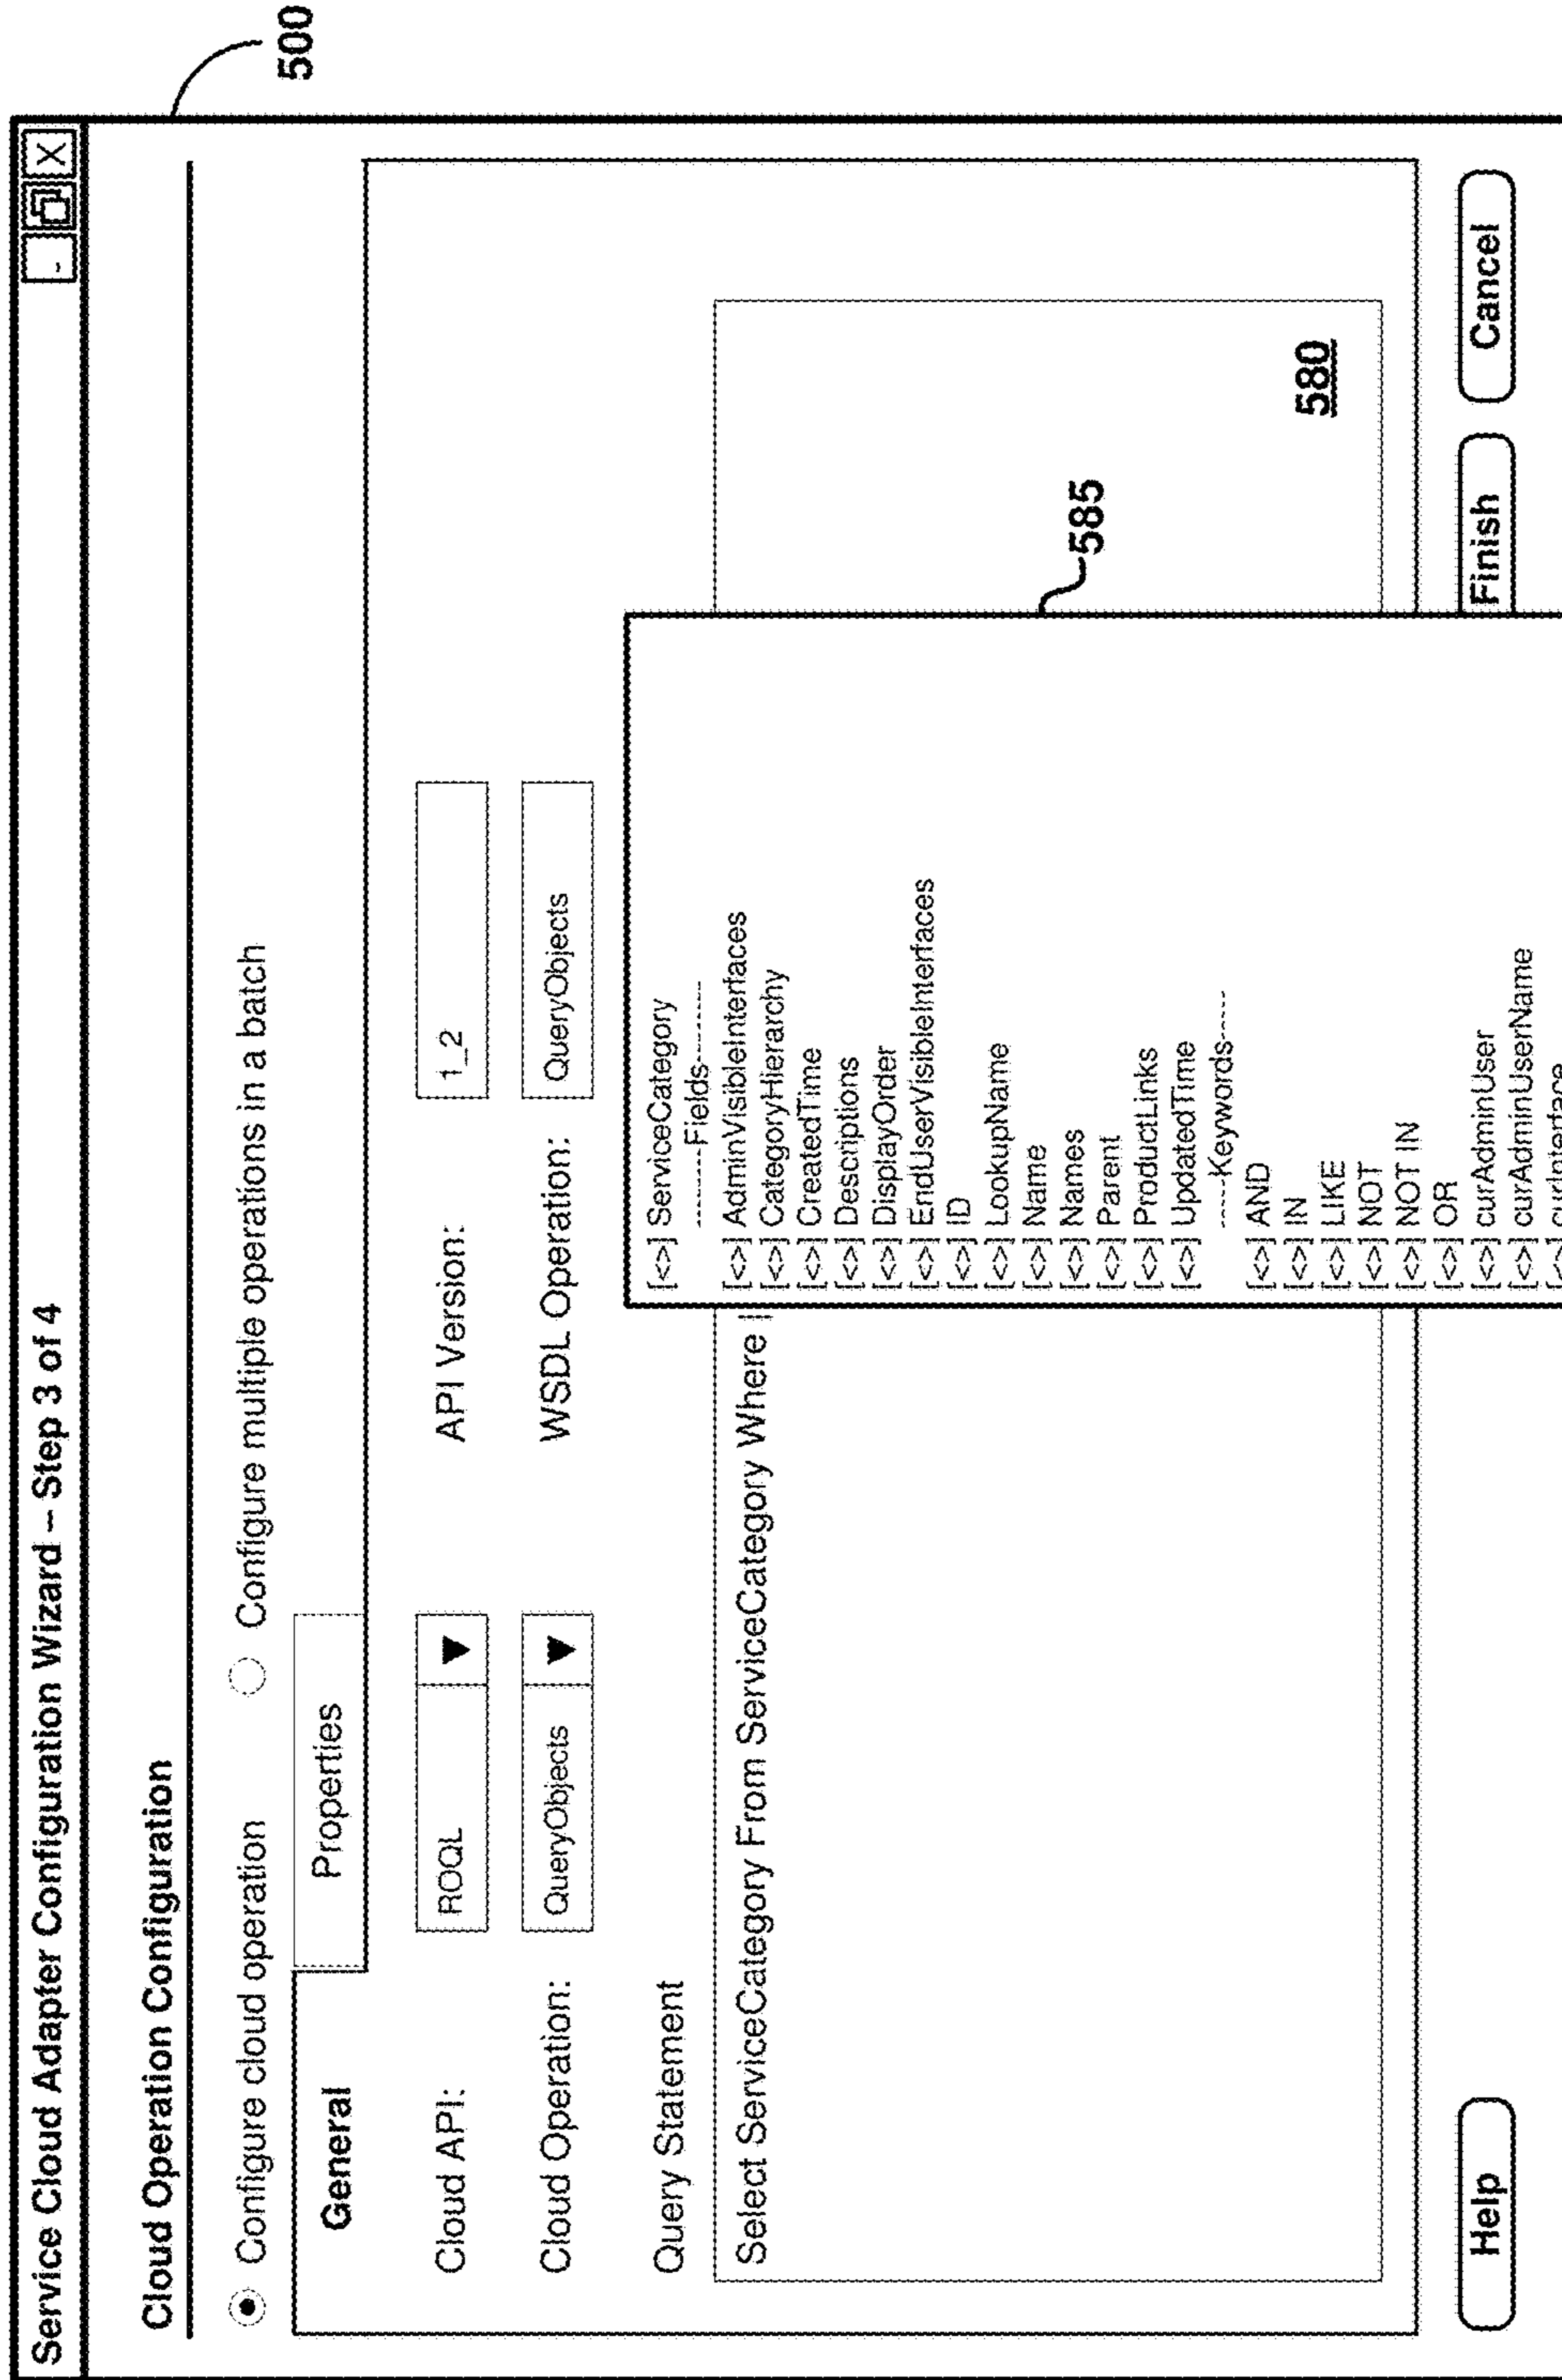 500
Service Cloud Adapter Configuration Wizard – Step 3 of 4
- X
Cloud Operation Configuration
Configure cloud operation Configure multiple operations in a batch
General Properties
Cloud API: ROQL ▼ API Version: 1_2
Cloud Operation: QueryObjects ▼ WSDL Operation: QueryObjects
Query Statement
Select ServiceCategory From ServiceCategory Where |
[<>] ServiceCategory
--------Fields--------
[<>] AdminVisibleInterfaces
[<>] CategoryHierarchy
[<>] CreatedTime
[<>] Descriptions
[<>] DisplayOrder
[<>] EndUserVisibleInterfaces
[<>] ID
[<>] LookupName
[<>] Name
[<>] Names
[<>] Parent
[<>] ProductLinks
[<>] UpdatedTime
-----Keywords-----
[<>] AND
[<>] IN
[<>] LIKE
[<>] NOT
[<>] NOT IN
[<>] OR
[<>] curAdminUser
[<>] curAdminUserName
[<>] curInterface
585
580
Help Finish Cancel